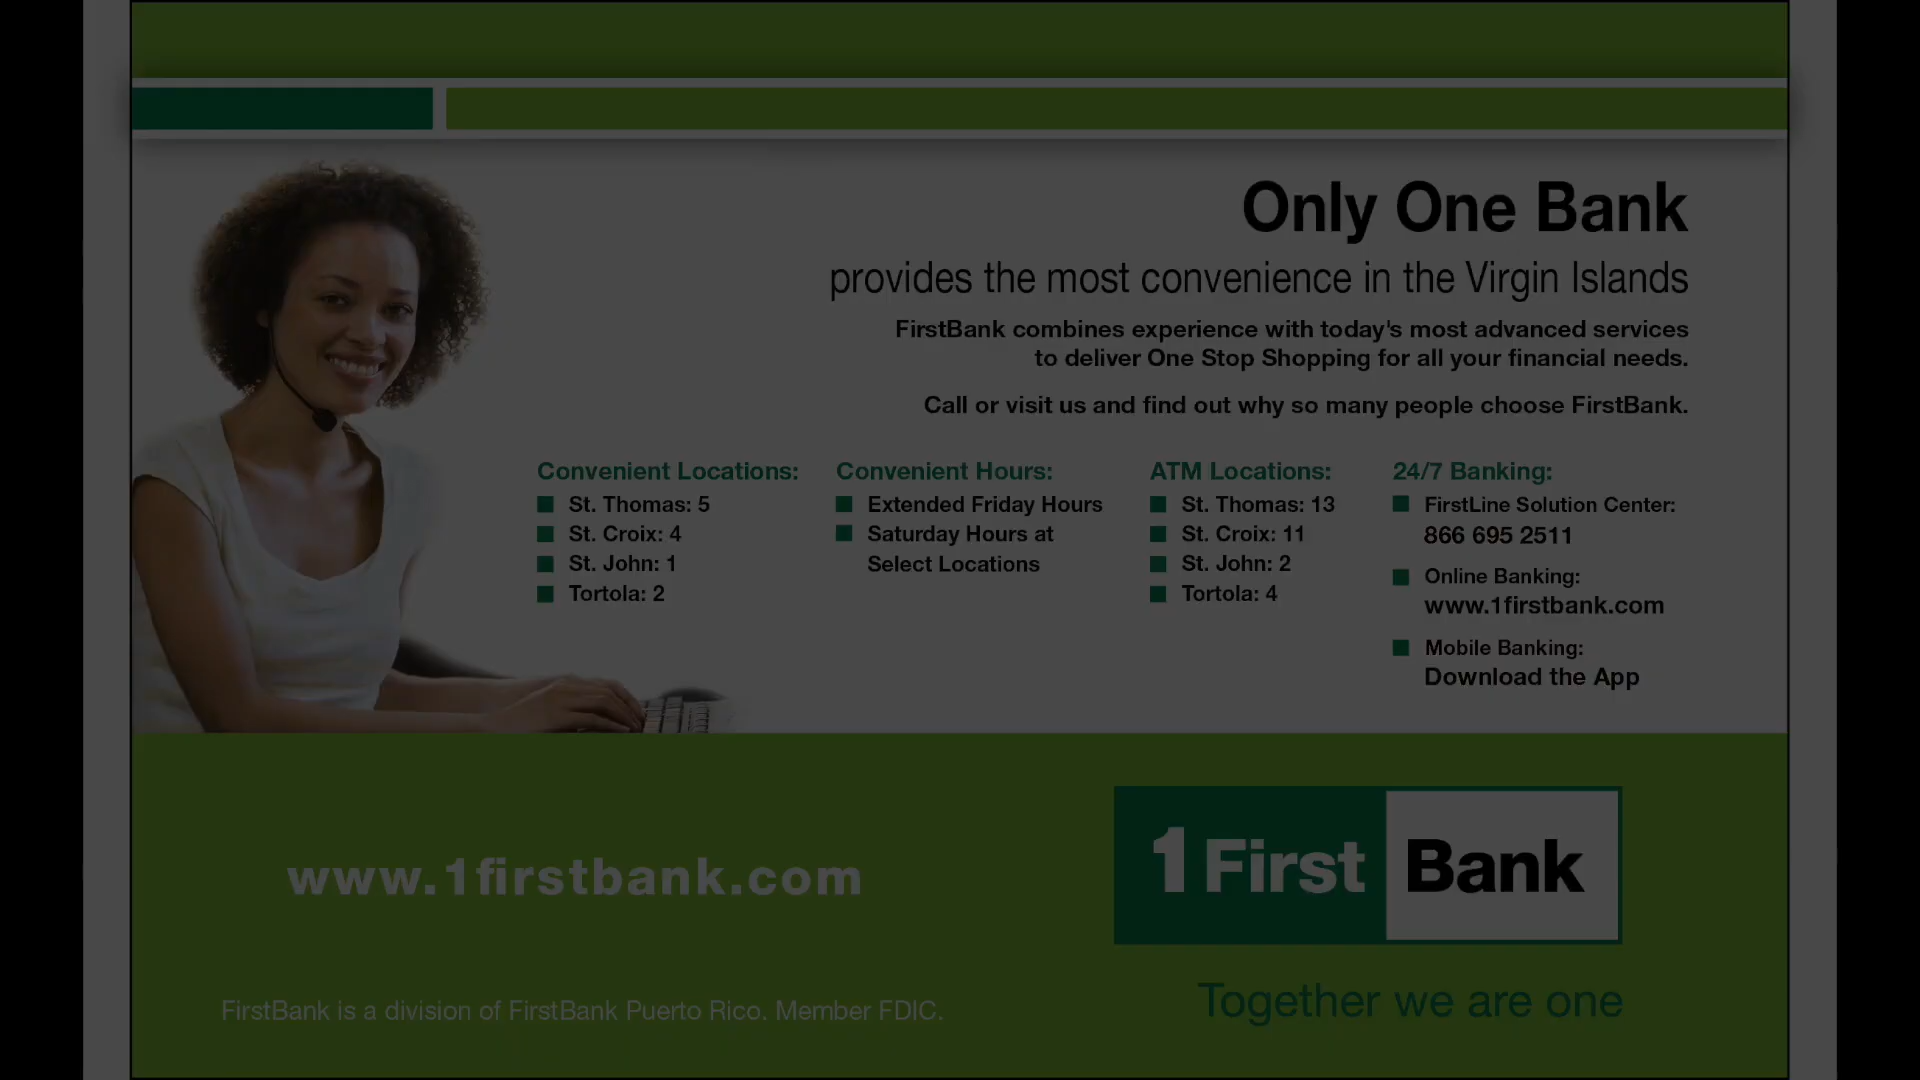 Only One Bank
provides the most convenience in the Virgin Islands
FirstBank combines experience with today's most advanced services
to deliver One Stop Shopping for all your financial needs.
Call or visit us and find out why so many people choose FirstBank.
Convenient Locations:
St. Thomas: 5
St. Croix: 4
St. John: 1
Tortola: 2
Convenient Hours:
Extended Friday Hours
Saturday Hours at
Select Locations
ATM Locations:
St. Thomas: 13
St. Croix: 11
St. John: 2
Tortola: 4
24/7 Banking:
FirstLine Solution Center:
866 695 2511
Online Banking:
www.1firstbank.com
Mobile Banking:
Download the App
www.1firstbank.com
1 First Bank
Together we are one
FirstBank is a division of FirstBank Puerto Rico. Member FDIC.